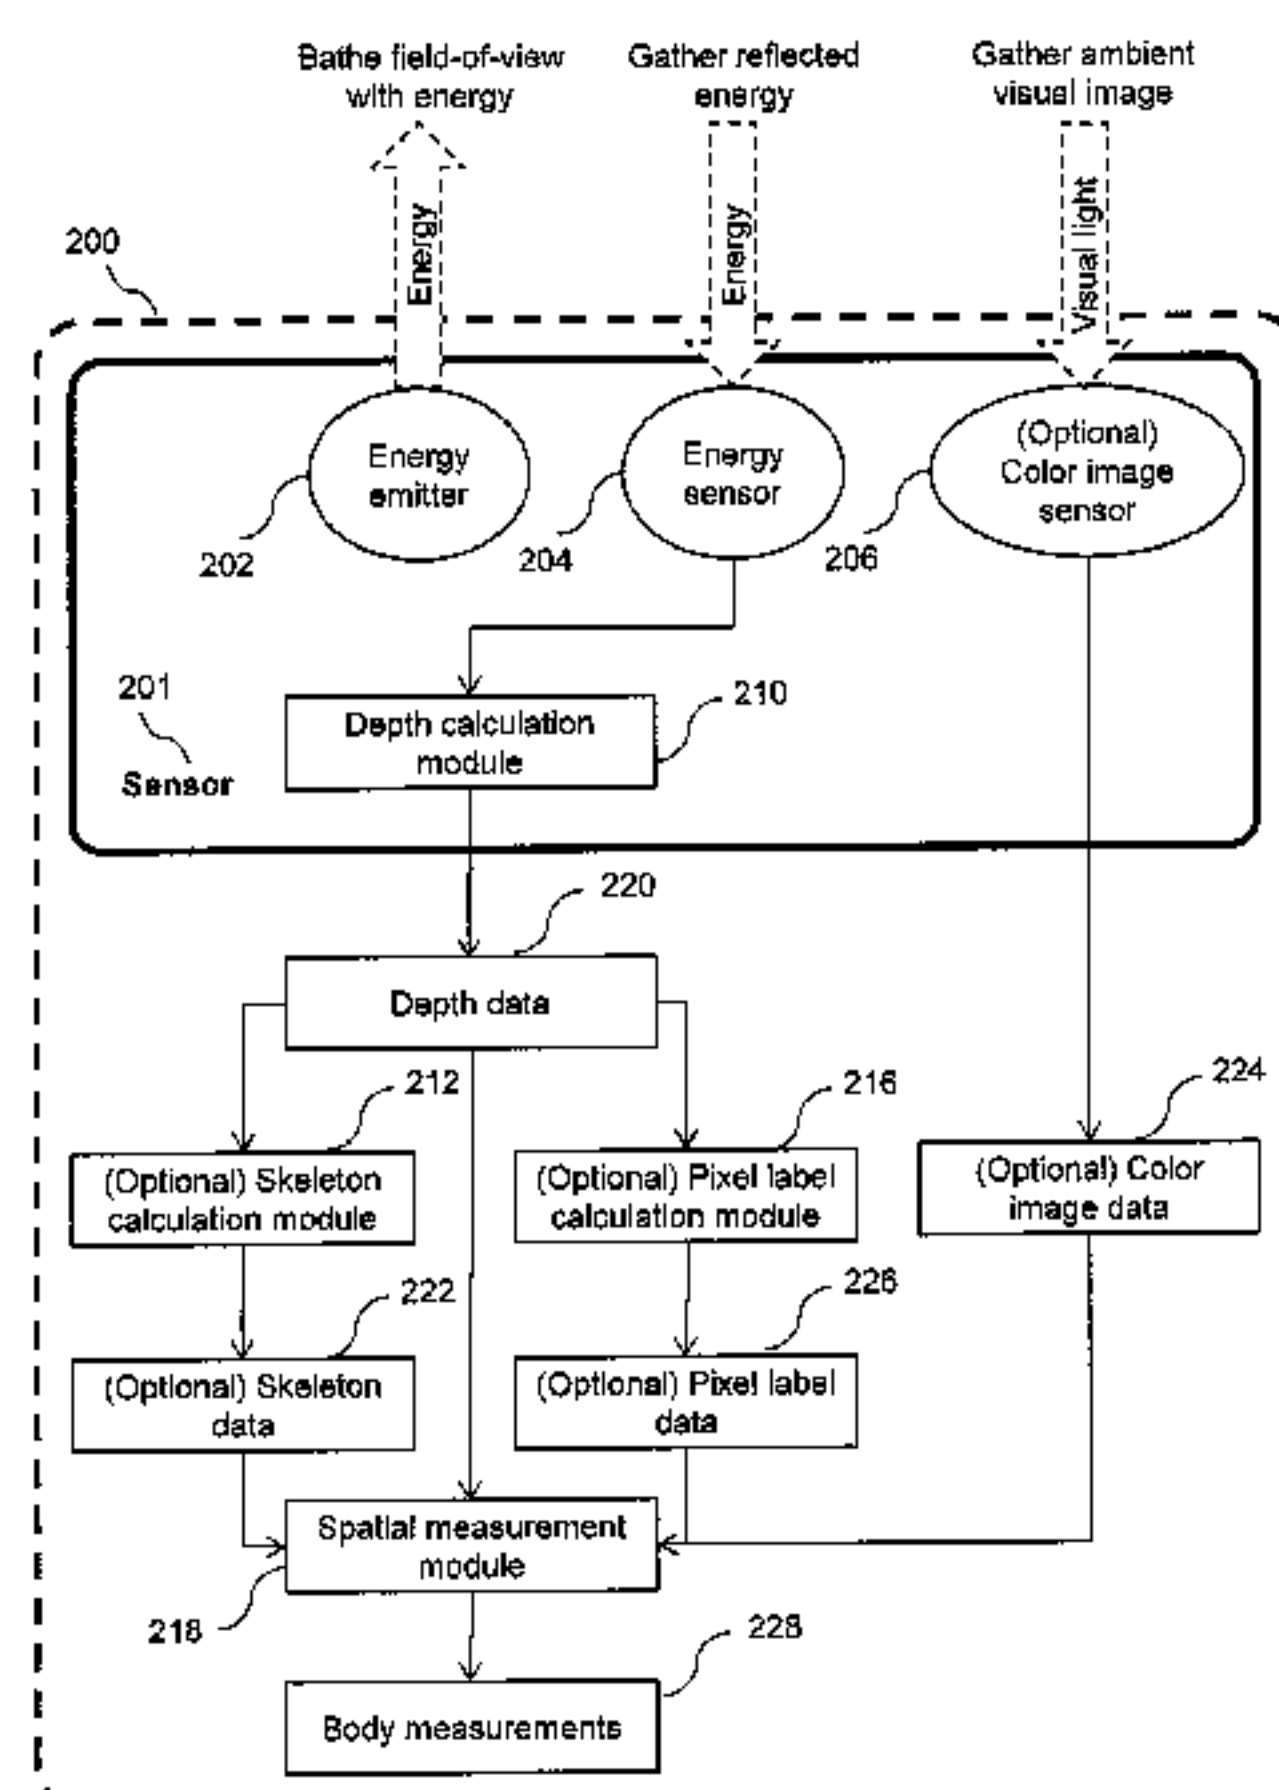 Bathe field-of-view
with energy
Gather reflected
energy
Gather ambient
visual image
Energy
Energy
Visual light
200
Energy
emitter
Energy
sensor
(Optional)
Color image
sensor
202
204
206
201
Sensor
210
Depth calculation
module
220
Depth data
212
216
224
(Optional) Skeleton
calculation module
(Optional) Pixel label
calculation module
(Optional) Color
image data
222
226
(Optional) Skeleton
data
(Optional) Pixel label
data
Spatial measurement
module
218
228
Body measurements